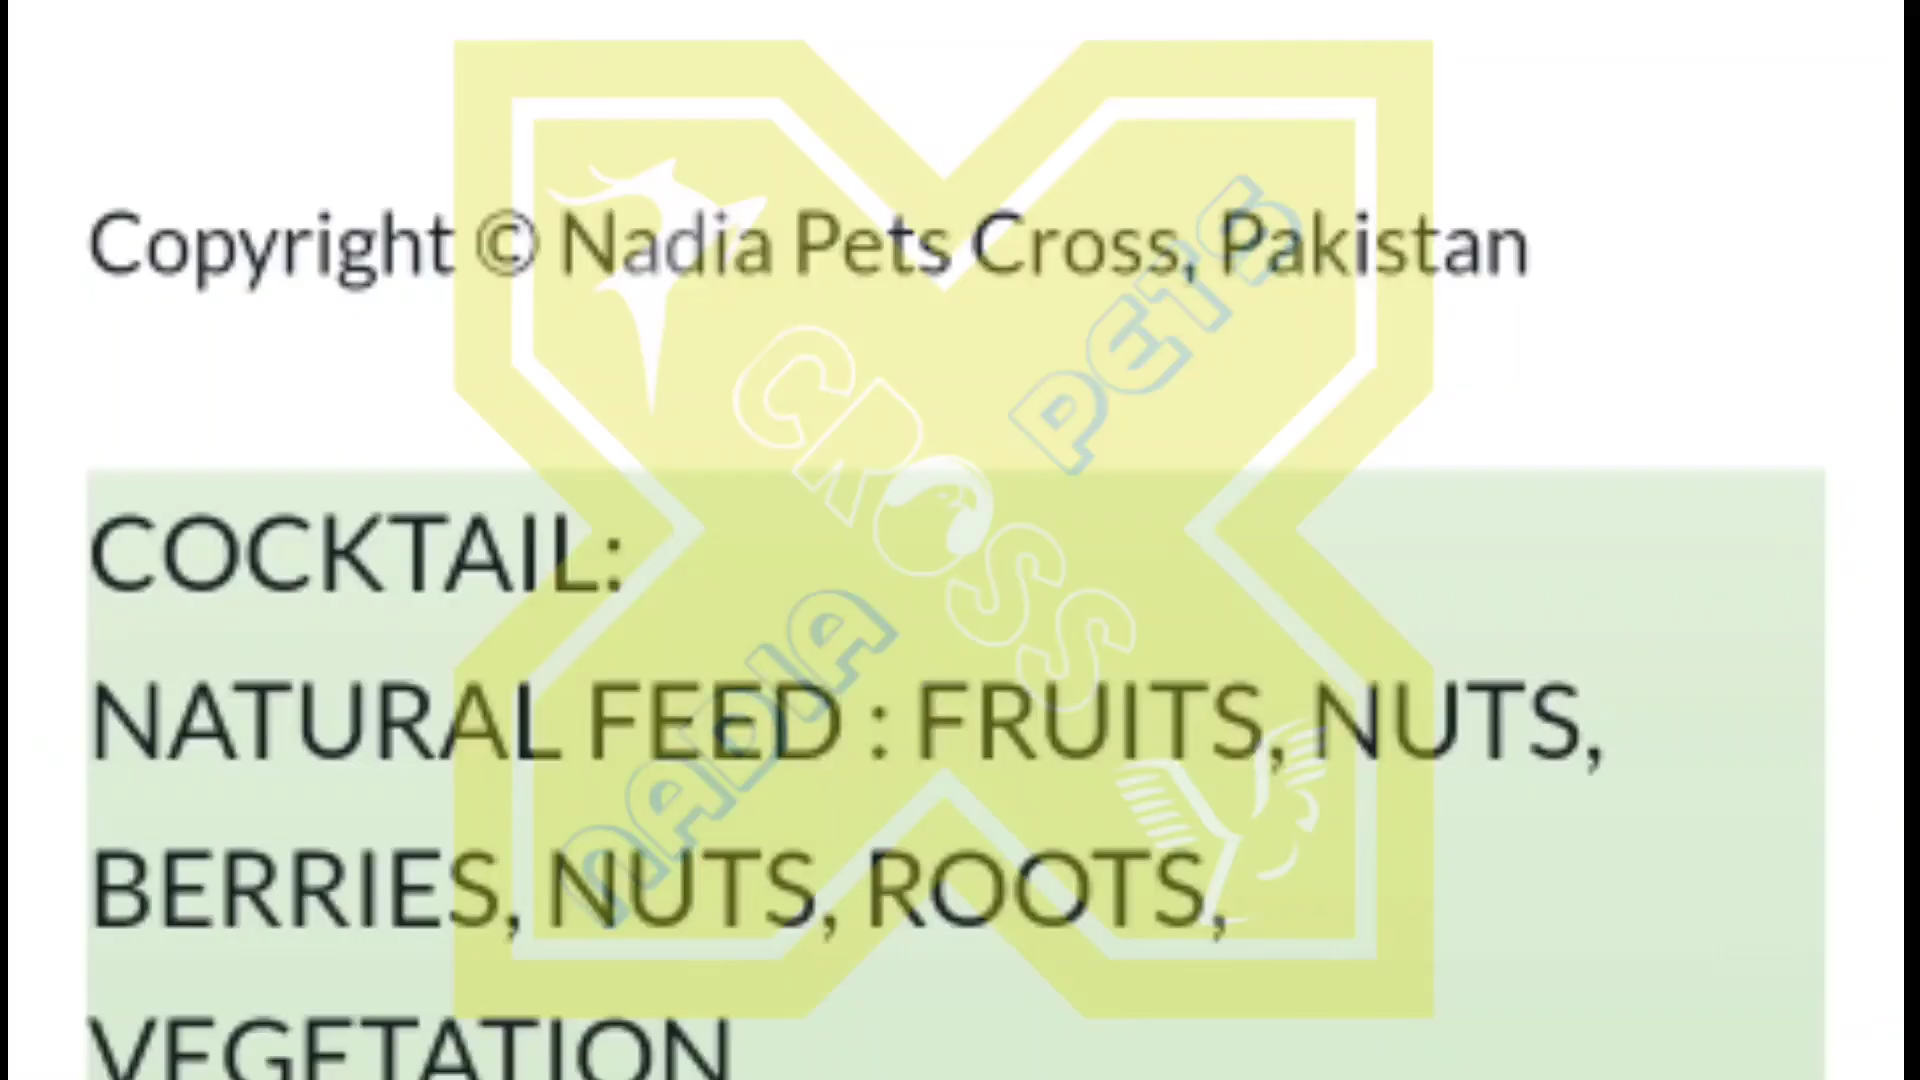 Copyright © Nadia Pets Cross, Pakistan
CROSS
NADIA PETS
COCKTAIL:
NATURAL FEED : FRUITS, NUTS,
BERRIES, NUTS, ROOTS,
VEGETATION